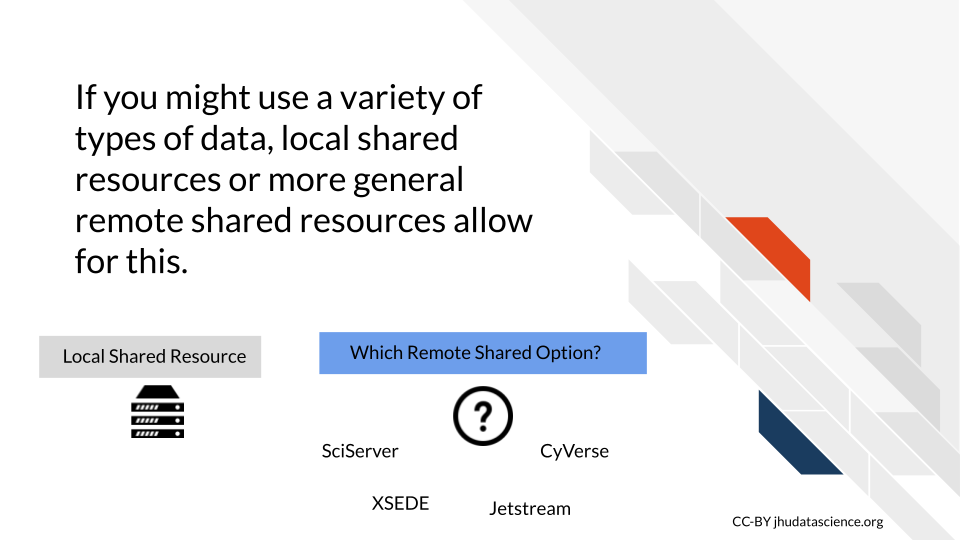 If you might use a variety of
types of data, local shared
resources or more general
remote shared resources allow
for this.
Local Shared Resource
Which Remote Shared Option?
?
SciServer
CyVerse
XSEDE
Jetstream
CC-BY jhudatascience.org